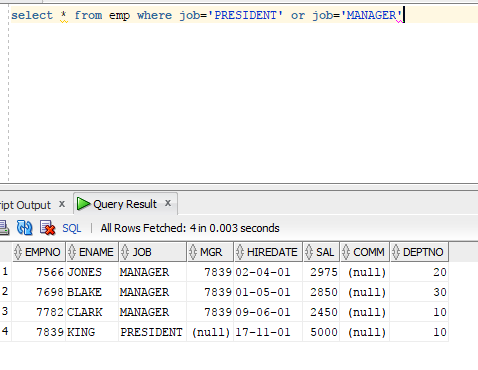 select * from emp where job='PRESIDENT' or job='MANAGER'
ript Output x Query Result x
SQL | All Rows Fetched: 4 in 0.003 seconds
EMPNO ENAME JOB MGR HIREDATE SAL COMM DEPTNO
1 7566 JONES MANAGER 7839 02-04-01 2975 (null) 20
2 7698 BLAKE MANAGER 7839 01-05-01 2850 (null) 30
3 7782 CLARK MANAGER 7839 09-06-01 2450 (null) 10
4 7839 KING PRESIDENT (null) 17-11-01 5000 (null) 10